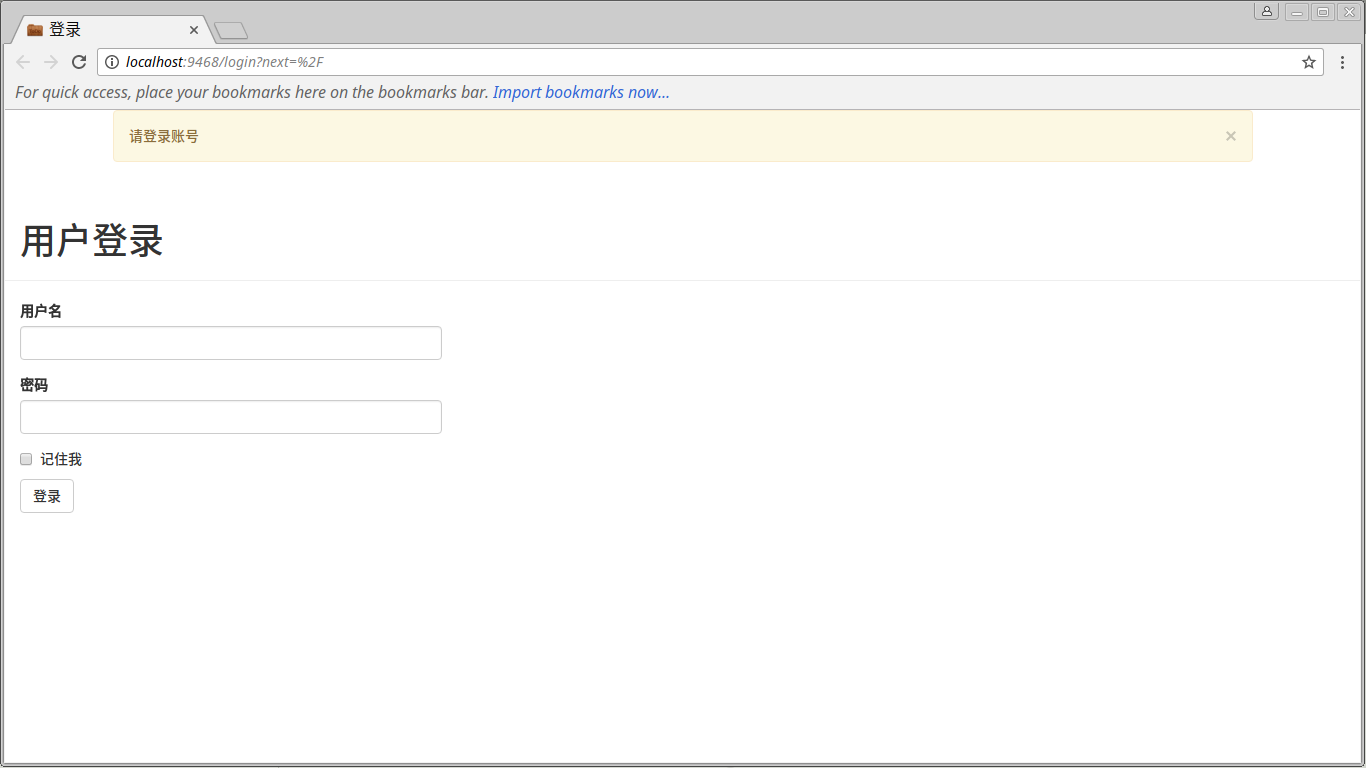 登录
localhost:9468/login?next=%2F
For quick access, place your bookmarks here on the bookmarks bar. Import bookmarks now...
请登录账号
×
用户登录
用户名
密码
记住我
登录